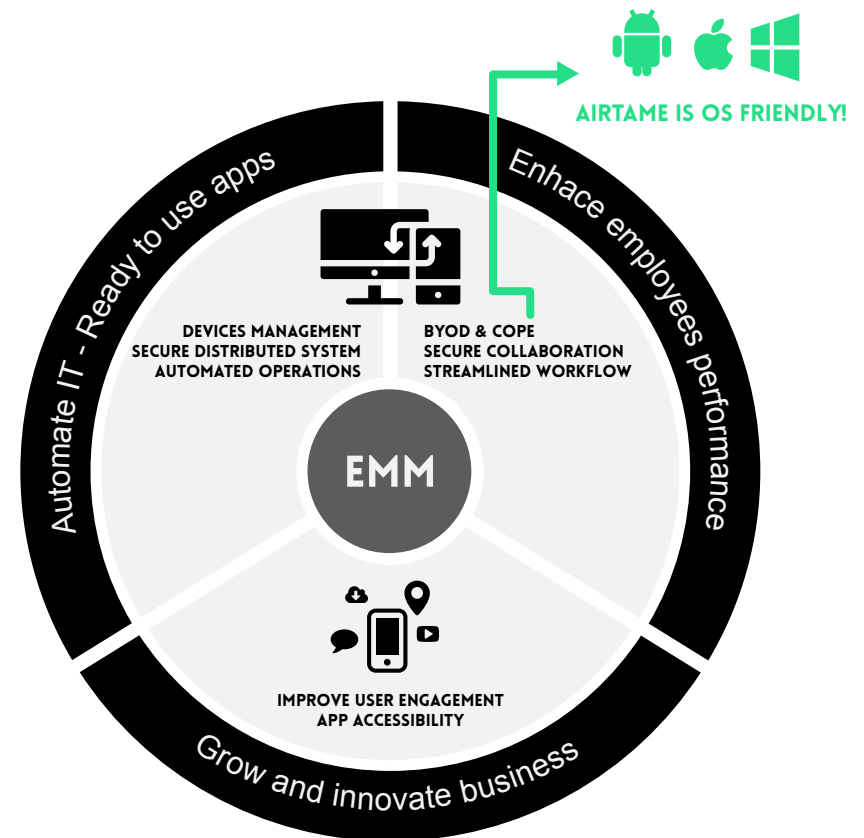 AIRTAME IS OS FRIENDLY!
Automate IT - Ready to use apps
Enhace employees performance
DEVICES MANAGEMENT
SECURE DISTRIBUTED SYSTEM
AUTOMATED OPERATIONS
BYOD & COPE
SECURE COLLABORATION
STREAMLINED WORKFLOW
EMM
IMPROVE USER ENGAGEMENT
APP ACCESSIBILITY
Grow and innovate business